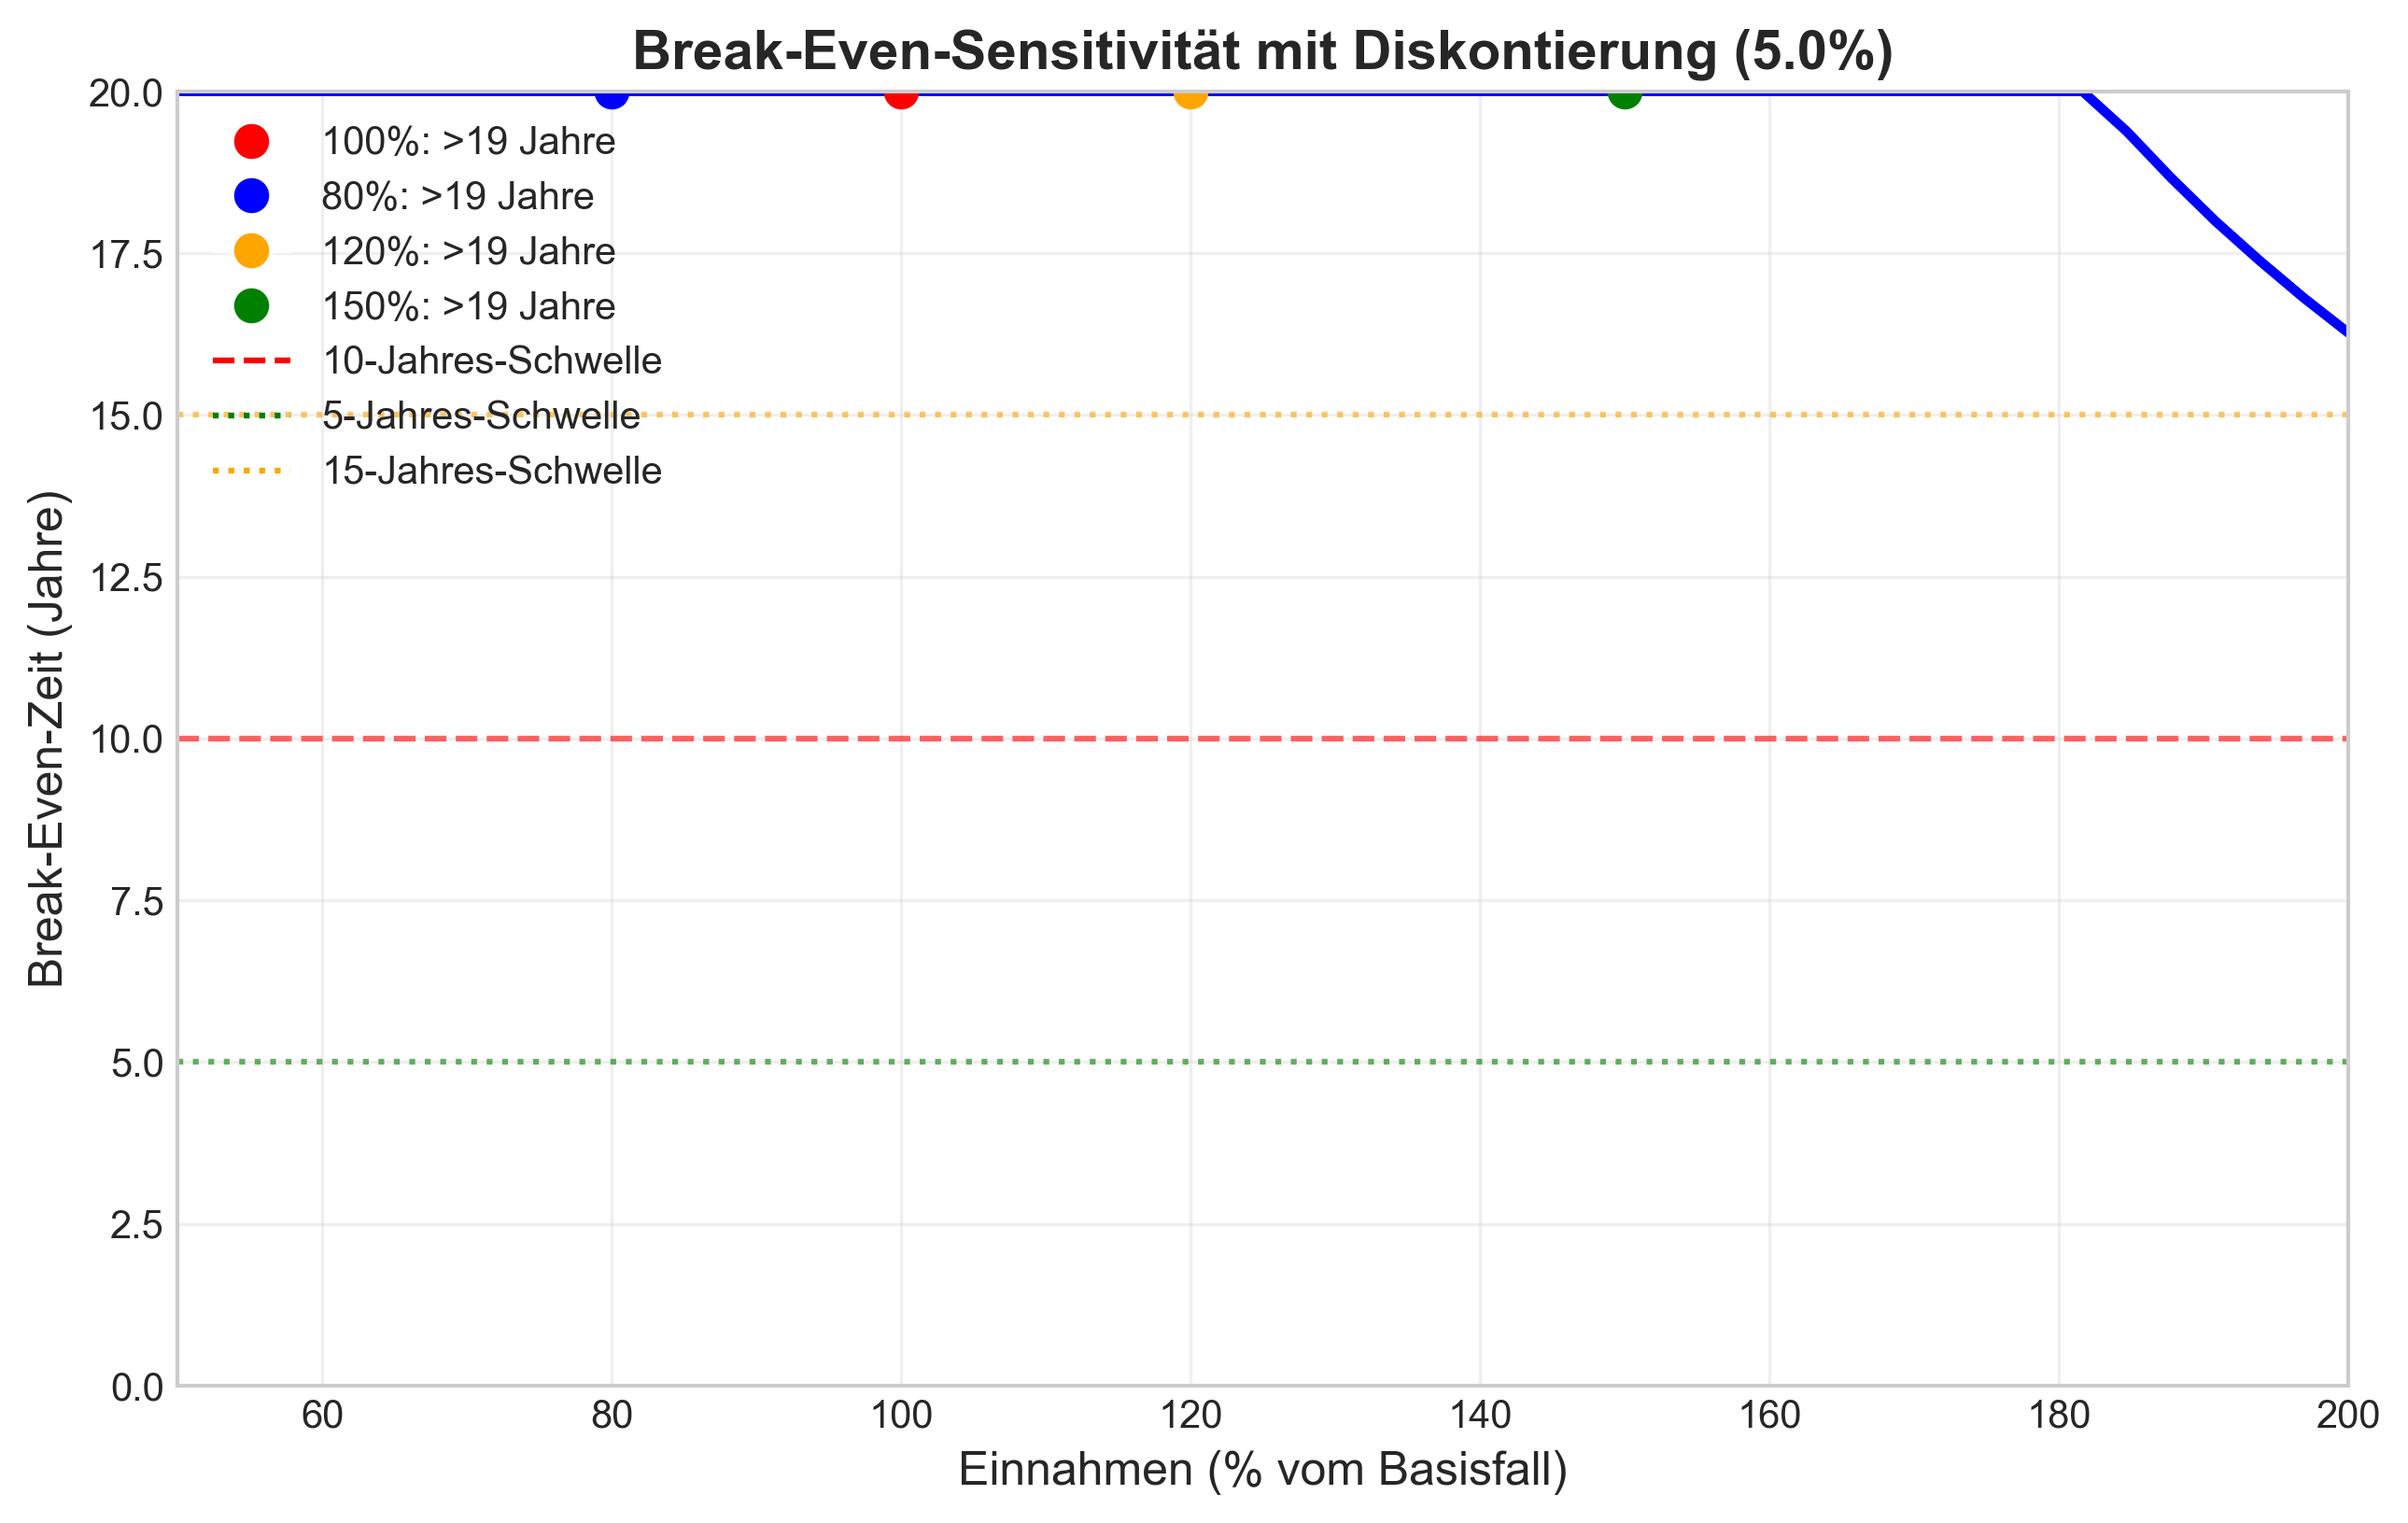 Break-Even-Sensitivität mit Diskontierung (5.0%)
Break-Even-Zeit (Jahre)
20.0
17.5
15.0
12.5
10.0
7.5
5.0
2.5
0.0
100%: >19 Jahre
80%: >19 Jahre
120%: >19 Jahre
150%: >19 Jahre
10-Jahres-Schwelle
5-Jahres-Schwelle
15-Jahres-Schwelle
60 80 100 120 140 160 180 200
Einnahmen (% vom Basisfall)